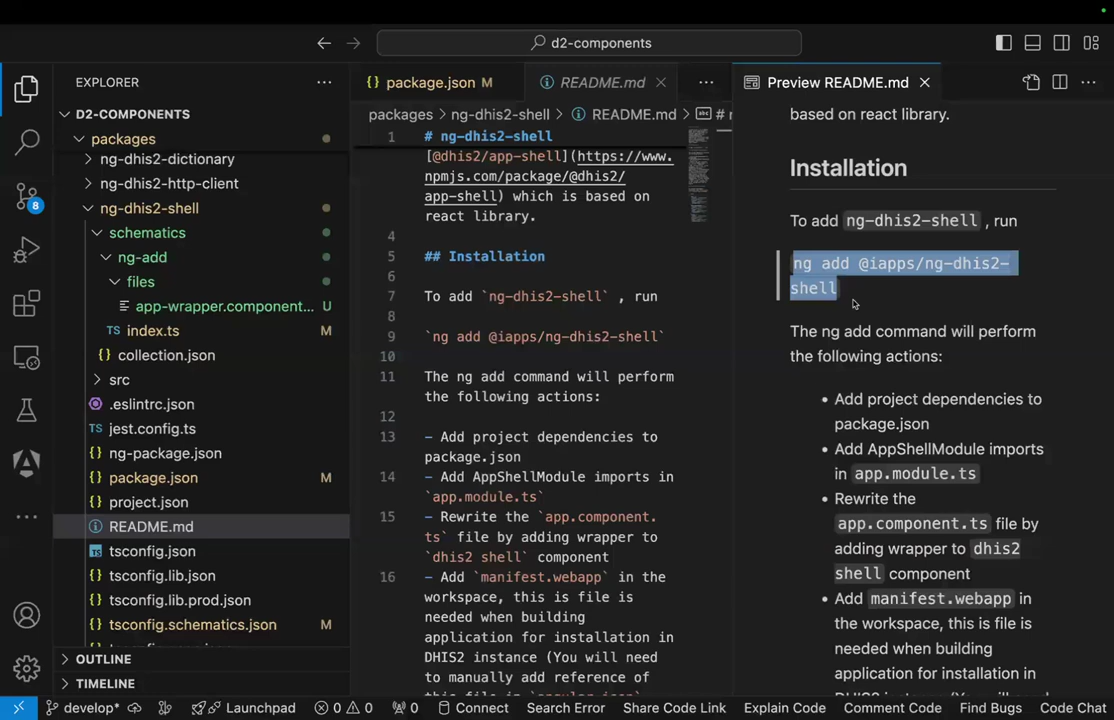 d2-components
EXPLORER
D2-COMPONENTS
packages
ng-dhis2-dictionary
ng-dhis2-http-client
ng-dhis2-shell
schematics
ng-add
files
app-wrapper.component... U
index.ts M
collection.json
src
.eslintrc.json
jest.config.ts
ng-package.json
package.json M
project.json
README.md
tsconfig.json
tsconfig.lib.json
tsconfig.lib.prod.json
tsconfig.schematics.json M
OUTLINE
TIMELINE
8
package.json M
README.md
packages
ng-dhis2-shell
README.md
#
1 # ng-dhis2-shell
[@dhis2/app-shell](https://www.
npmjs.com/package/@dhis2/
app-shell) which is based on
react library.
4
5 ## Installation
6
7 To add `ng-dhis2-shell` , run
8
9 `ng add @iapps/ng-dhis2-shell`
10
11 The ng add command will perform
the following actions:
12
13 - Add project dependencies to
package.json
14 - Add AppShellModule imports in
`app.module.ts`
15 - Rewrite the `app.component.
ts` file by adding wrapper to
`dhis2 shell` component
16 - Add `manifest.webapp` in the
workspace, this is file is
needed when building
application for installation in
DHIS2 instance (You will need
to manually add reference of
this file in `angular.json`
Preview README.md
based on react library.
Installation
To add ng-dhis2-shell , run
ng add @iapps/ng-dhis2-
shell
The ng add command will perform
the following actions:
• Add project dependencies to
package.json
• Add AppShellModule imports
in app.module.ts
• Rewrite the
app.component.ts file by
adding wrapper to dhis2
shell component
• Add manifest.webapp in
the workspace, this is file is
needed when building
application for installation in
DHIS2 instance (You will need
develop*
Launchpad
0
0
0
Connect
Search Error
Share Code Link
Explain Code
Comment Code
Find Bugs
Code Chat